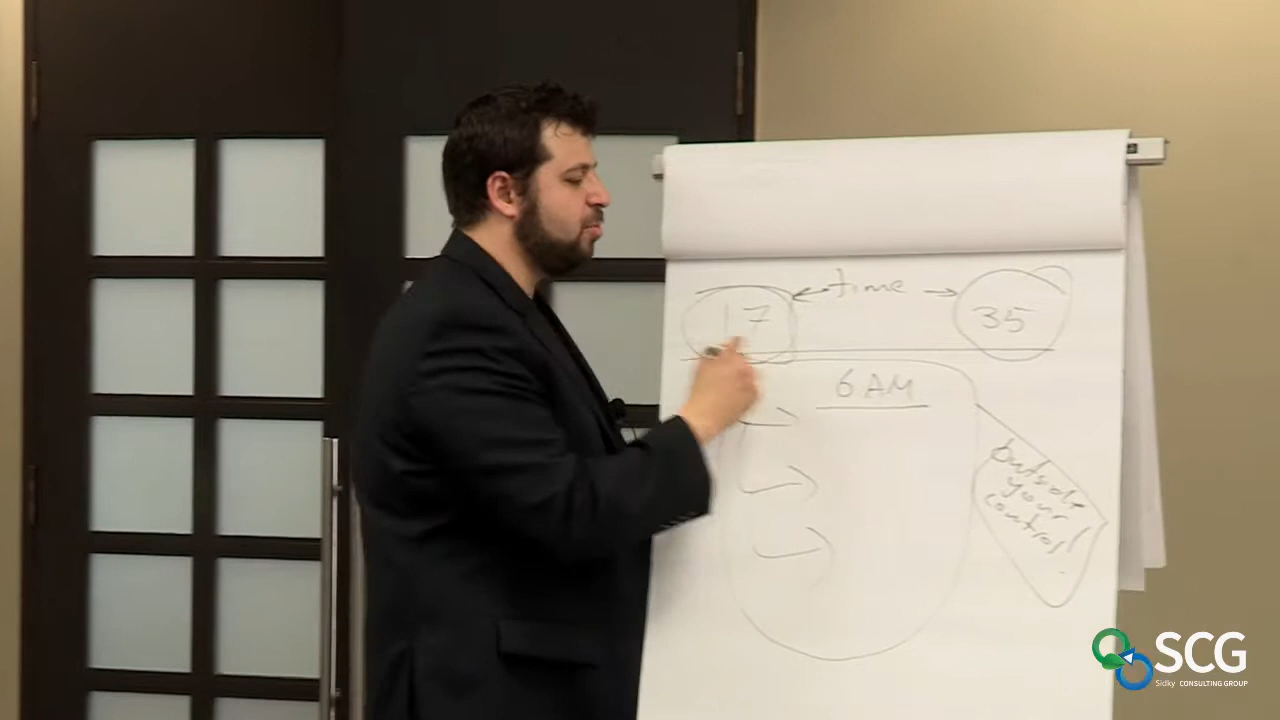 17 ← time → 35
6 AM
outside
your
control!
SCG
Sidky CONSULTING GROUP